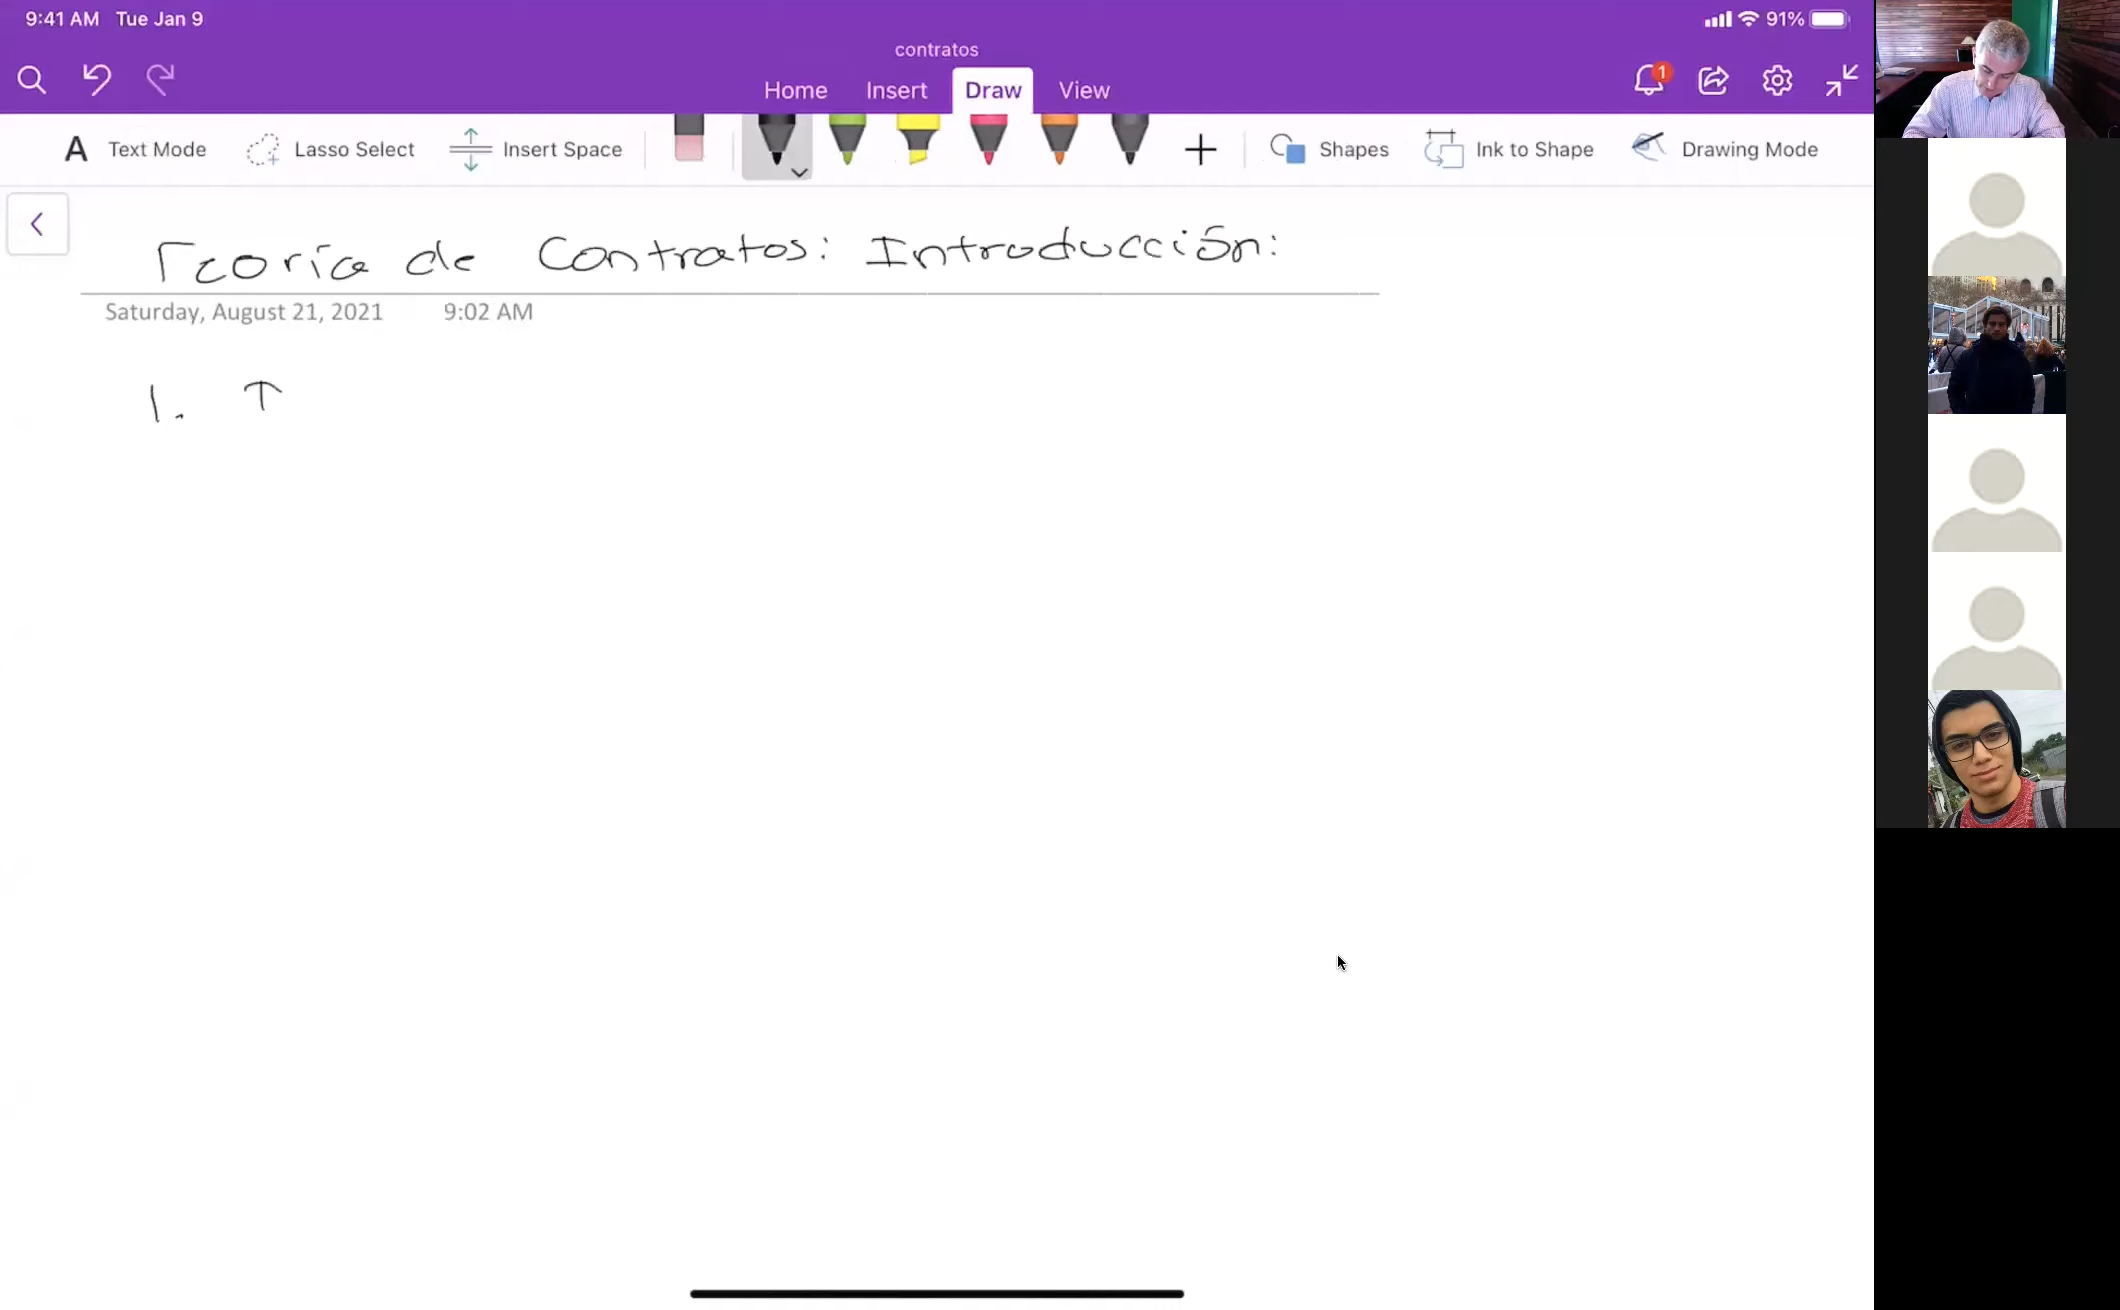 9:41 AM Tue Jan 9
91%
contratos
Home Insert Draw View
1
A Text Mode Lasso Select Insert Space Shapes Ink to Shape Drawing Mode
Teoría de Contratos: Introducción:
Saturday, August 21, 2021 9:02 AM
1. T